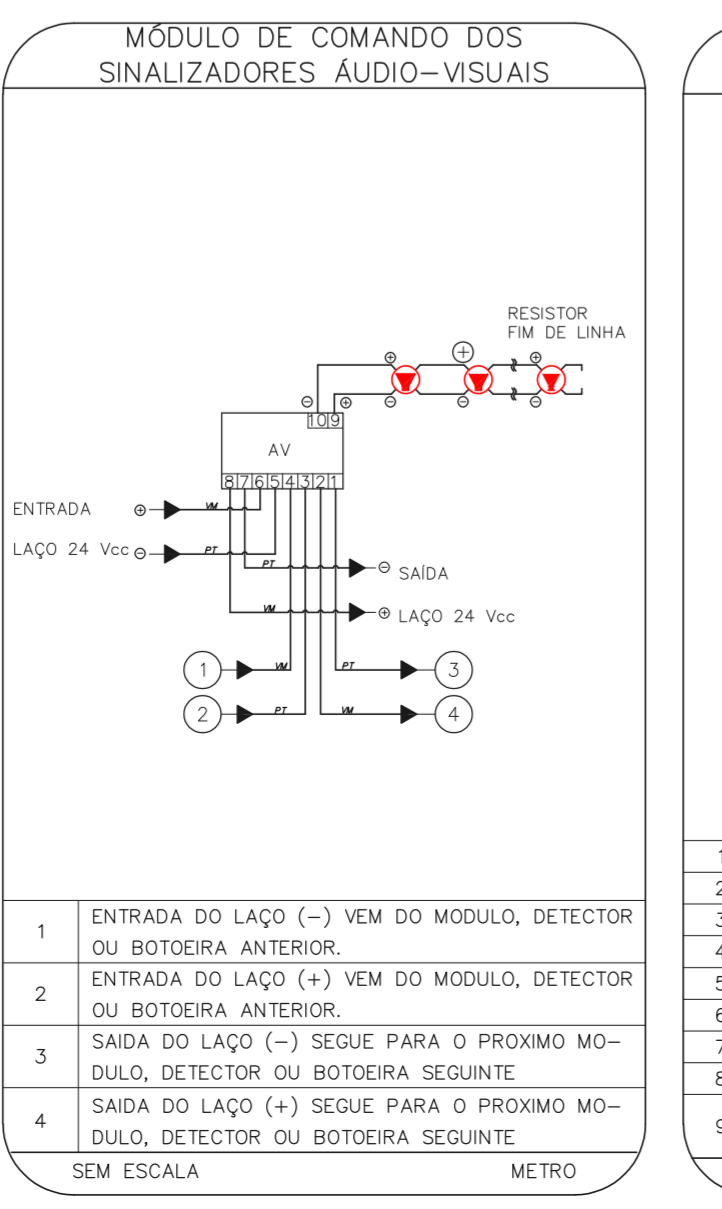 MÓDULO DE COMANDO DOS
SINALIZADORES ÁUDIO-VISUAIS
RESISTOR
FIM DE LINHA
⊕ ⊕ ⊕
⊖ ⊕ ⊖ ⊖ ⊖
10 9
AV
8 7 6 5 4 3 2 1
ENTRADA ⊕ VM
LAÇO 24 Vcc ⊖ PT
PT ⊖ SAÍDA
VM ⊕ LAÇO 24 Vcc
1 VM PT 3
2 PT VM 4
1 ENTRADA DO LAÇO (-) VEM DO MODULO, DETECTOR
OU BOTOEIRA ANTERIOR.
2 ENTRADA DO LAÇO (+) VEM DO MODULO, DETECTOR
OU BOTOEIRA ANTERIOR.
3 SAIDA DO LAÇO (-) SEGUE PARA O PROXIMO MO-
DULO, DETECTOR OU BOTOEIRA SEGUINTE
4 SAIDA DO LAÇO (+) SEGUE PARA O PROXIMO MO-
DULO, DETECTOR OU BOTOEIRA SEGUINTE
SEM ESCALA METRO